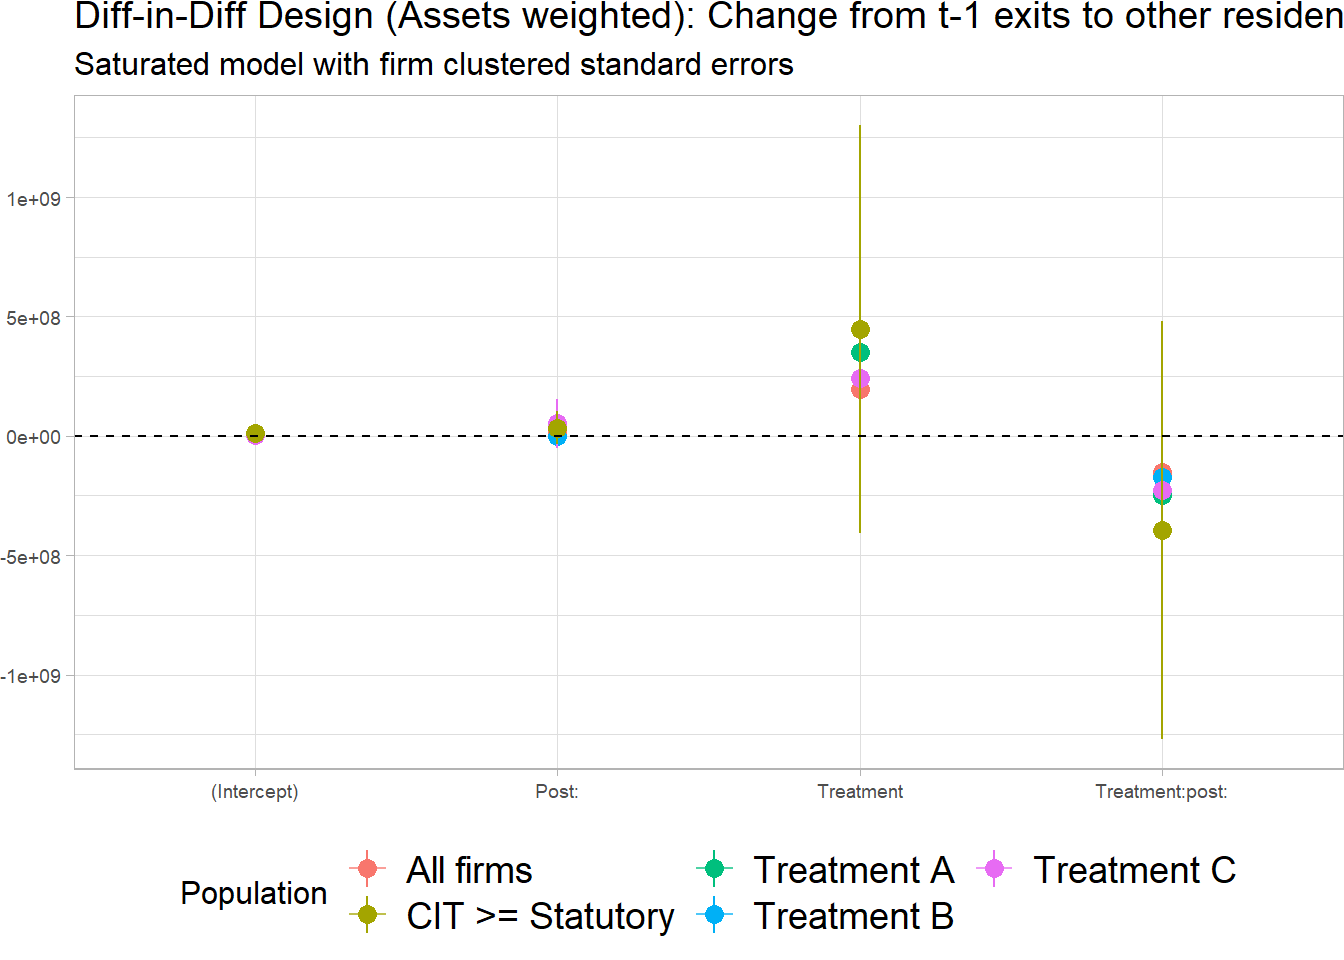 Diff-in-Diff Design (Assets weighted): Change from t-1 exits to other residen
Saturated model with firm clustered standard errors
1e+09
5e+08
0e+00
-5e+08
-1e+09
(Intercept)
Post:
Treatment
Treatment:post:
Population
All firms
CIT >= Statutory
Treatment A
Treatment B
Treatment C